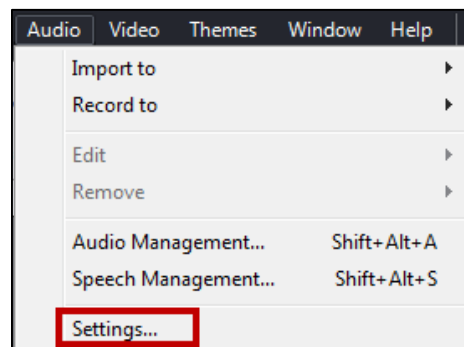 Audio Video Themes Window Help
Import to
Record to
Edit
Remove
Audio Management... Shift+Alt+A
Speech Management... Shift+Alt+S
Settings...